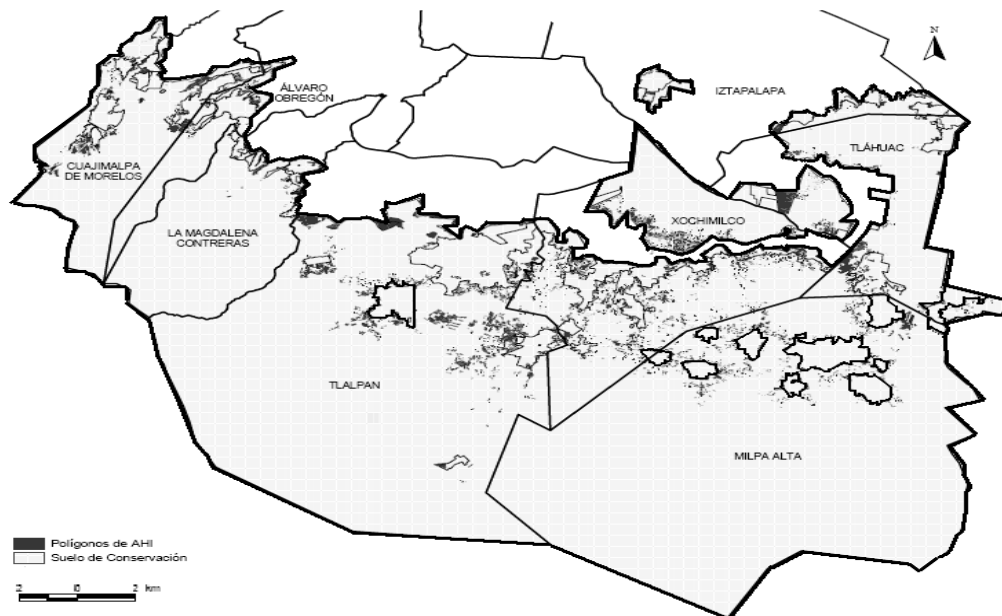 N
ÁLVARO
OBREGÓN
IZTAPALAPA
TLÁHUAC
CUAJIMALPA
DE MORELOS
XOCHIMILCO
LA MAGDALENA
CONTRERAS
TLALPAN
MILPA ALTA
Polígonos de AHI
Suelo de Conservación
2 0 2 km